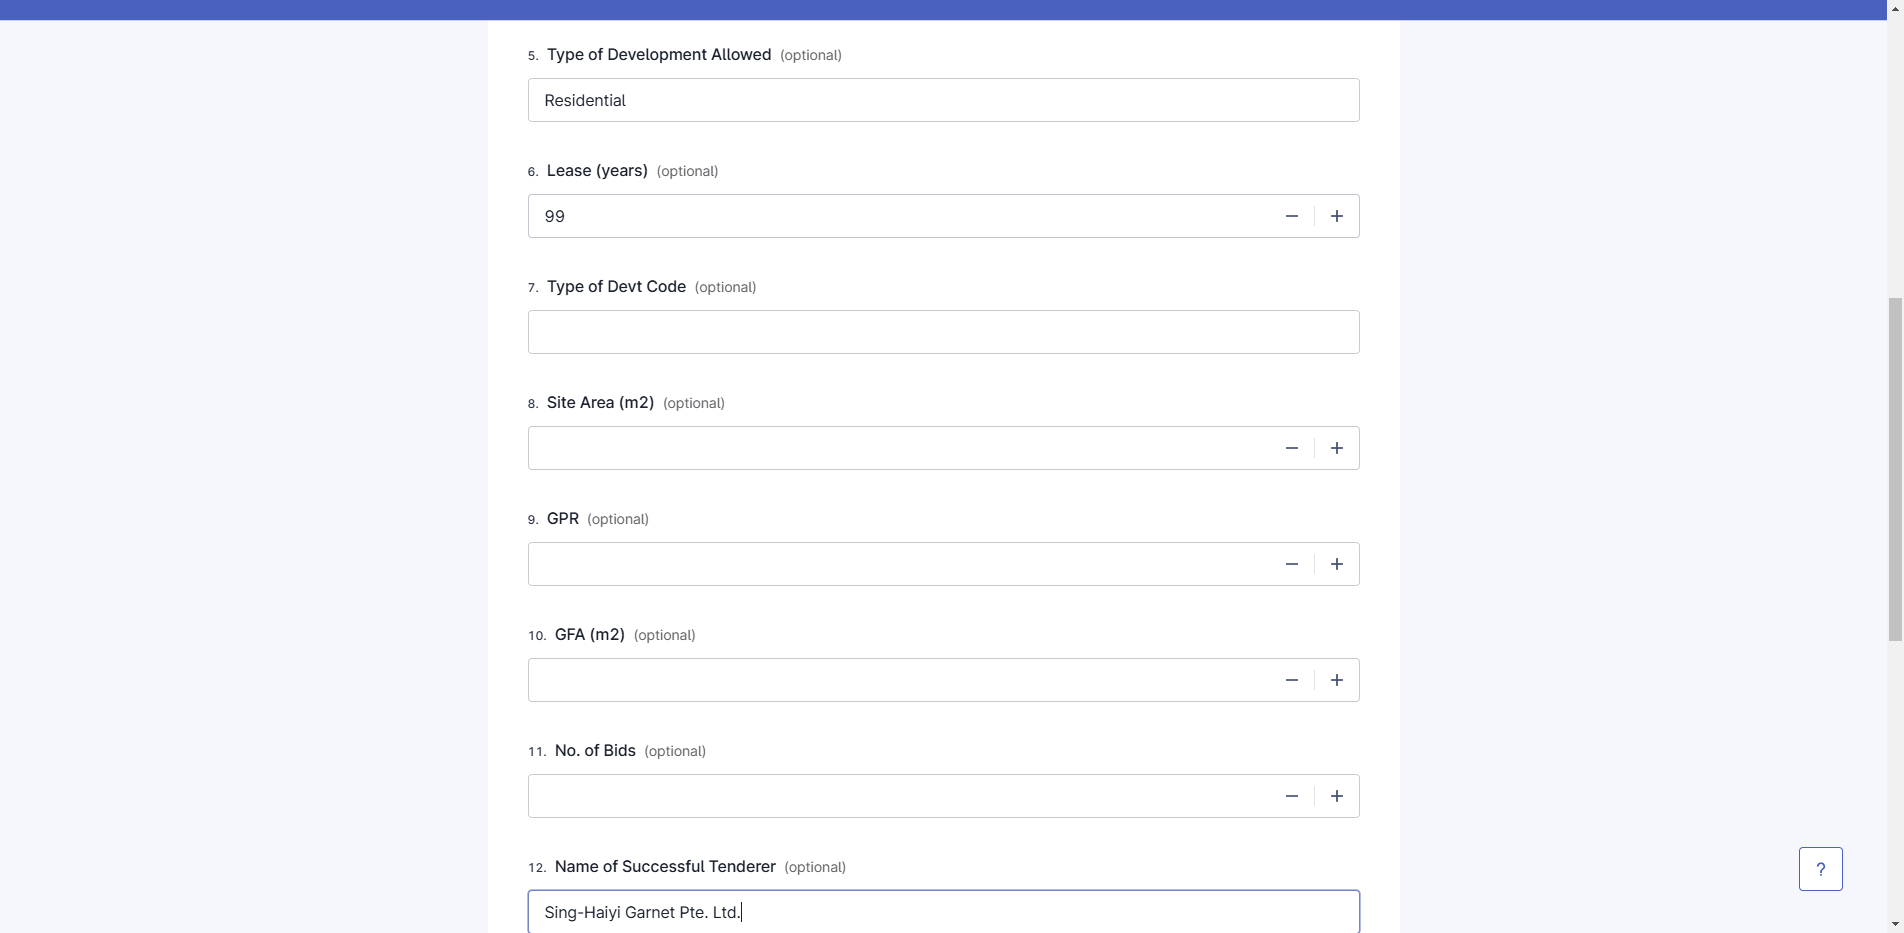 5. Type of Development Allowed (optional)
Residential
6. Lease (years) (optional)
99
7. Type of Devt Code (optional)
8. Site Area (m2) (optional)
9. GPR (optional)
10. GFA (m2) (optional)
11. No. of Bids (optional)
12. Name of Successful Tenderer (optional)
Sing-Haiyi Garnet Pte. Ltd.
?